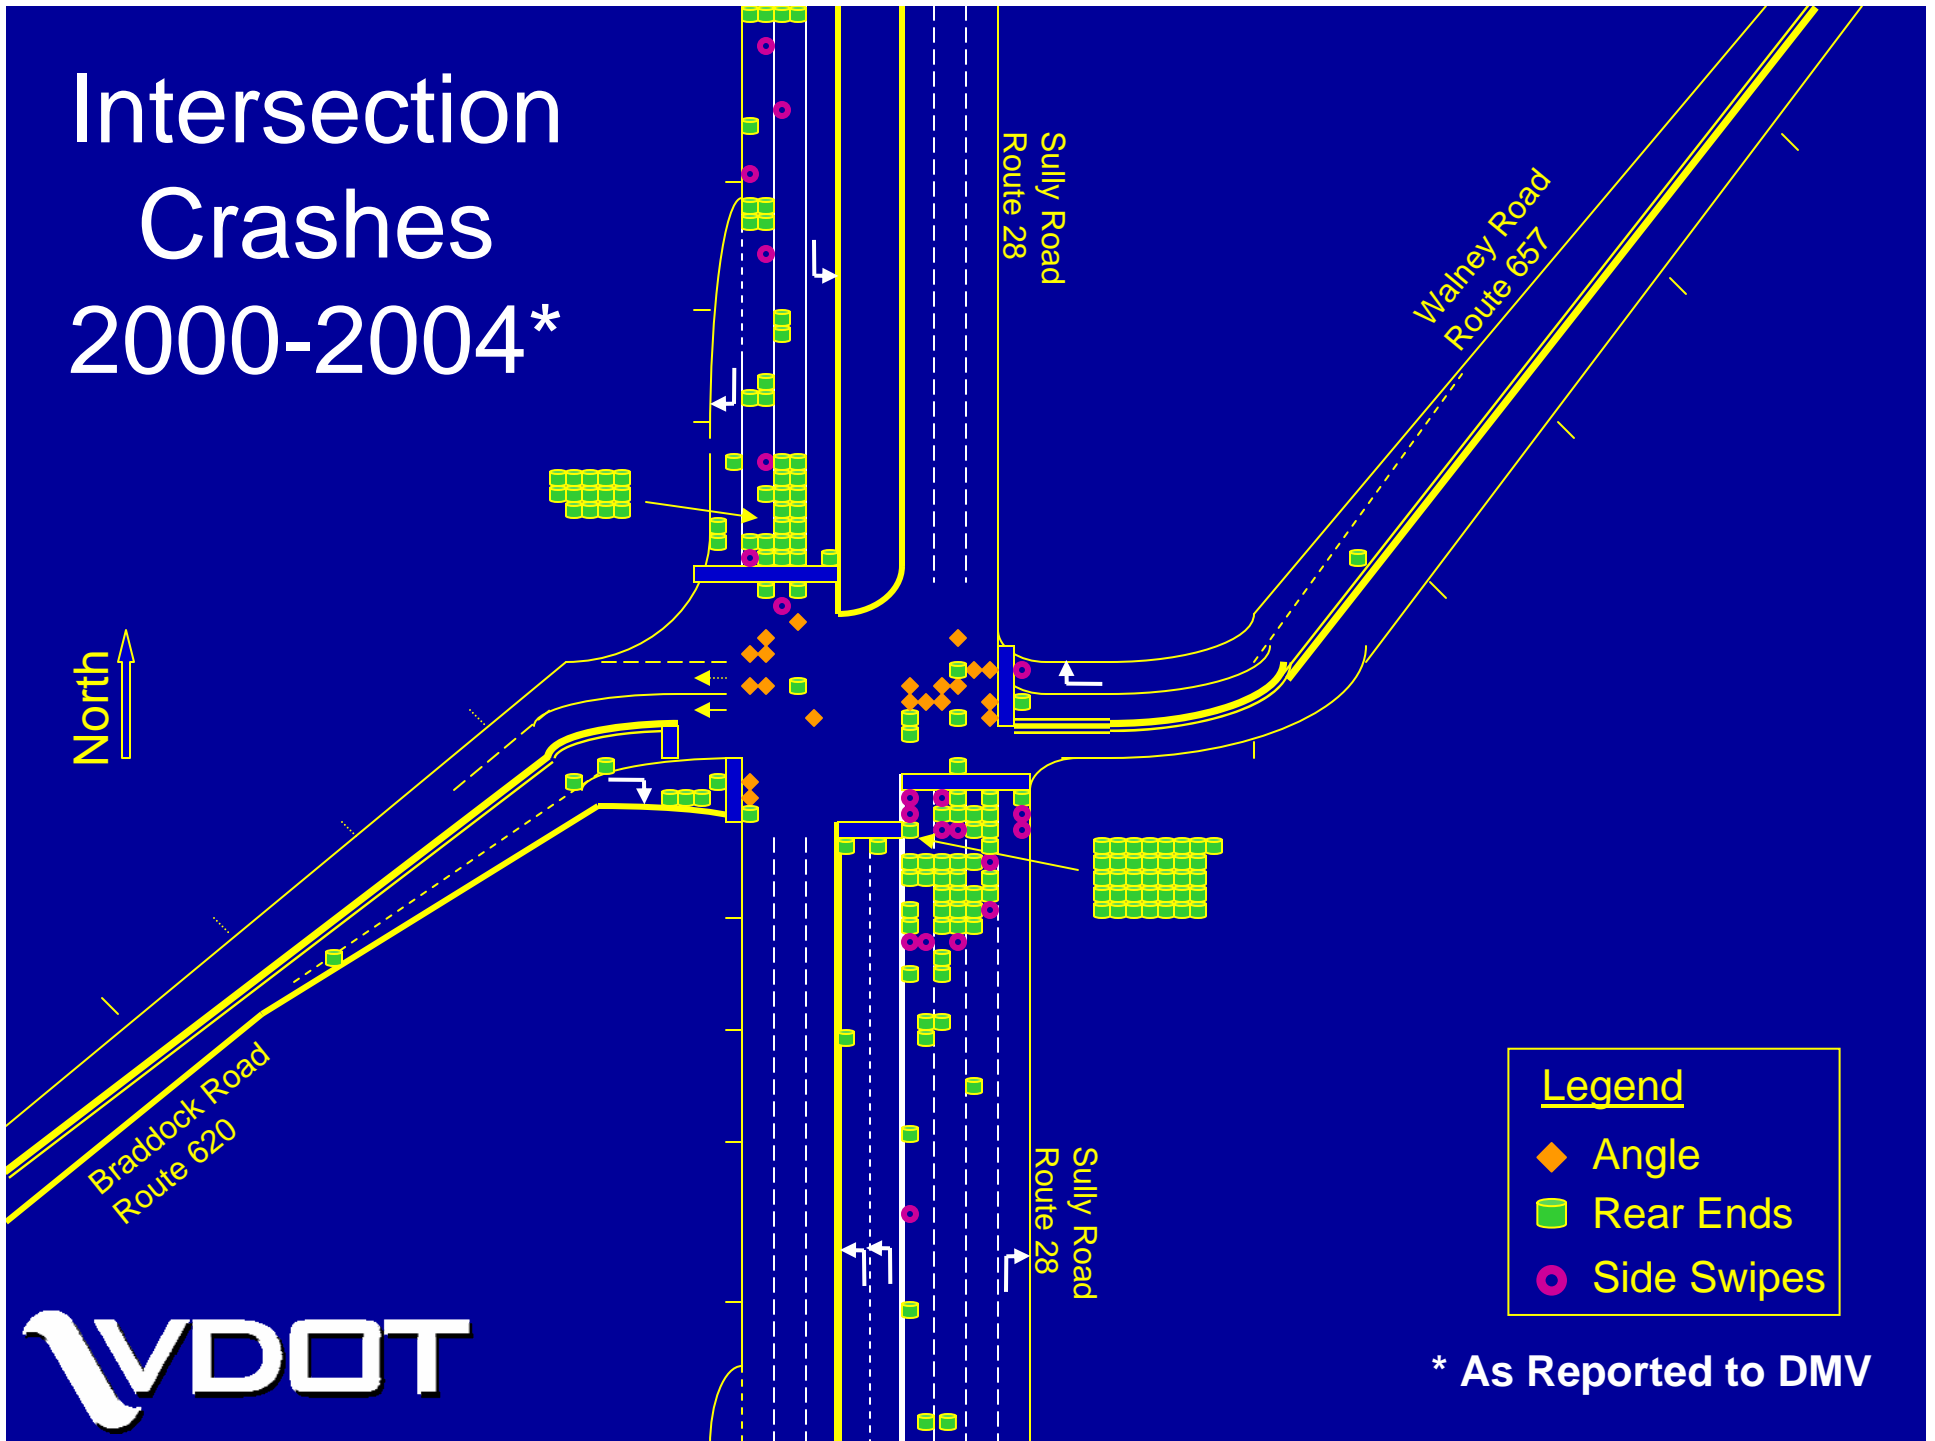 Intersection
Crashes
2000-2004*
Sully Road
Route 28
Walney Road
Route 657
North
Braddock Road
Route 620
Sully Road
Route 28
Legend
Angle
Rear Ends
Side Swipes
VDOT
* As Reported to DMV